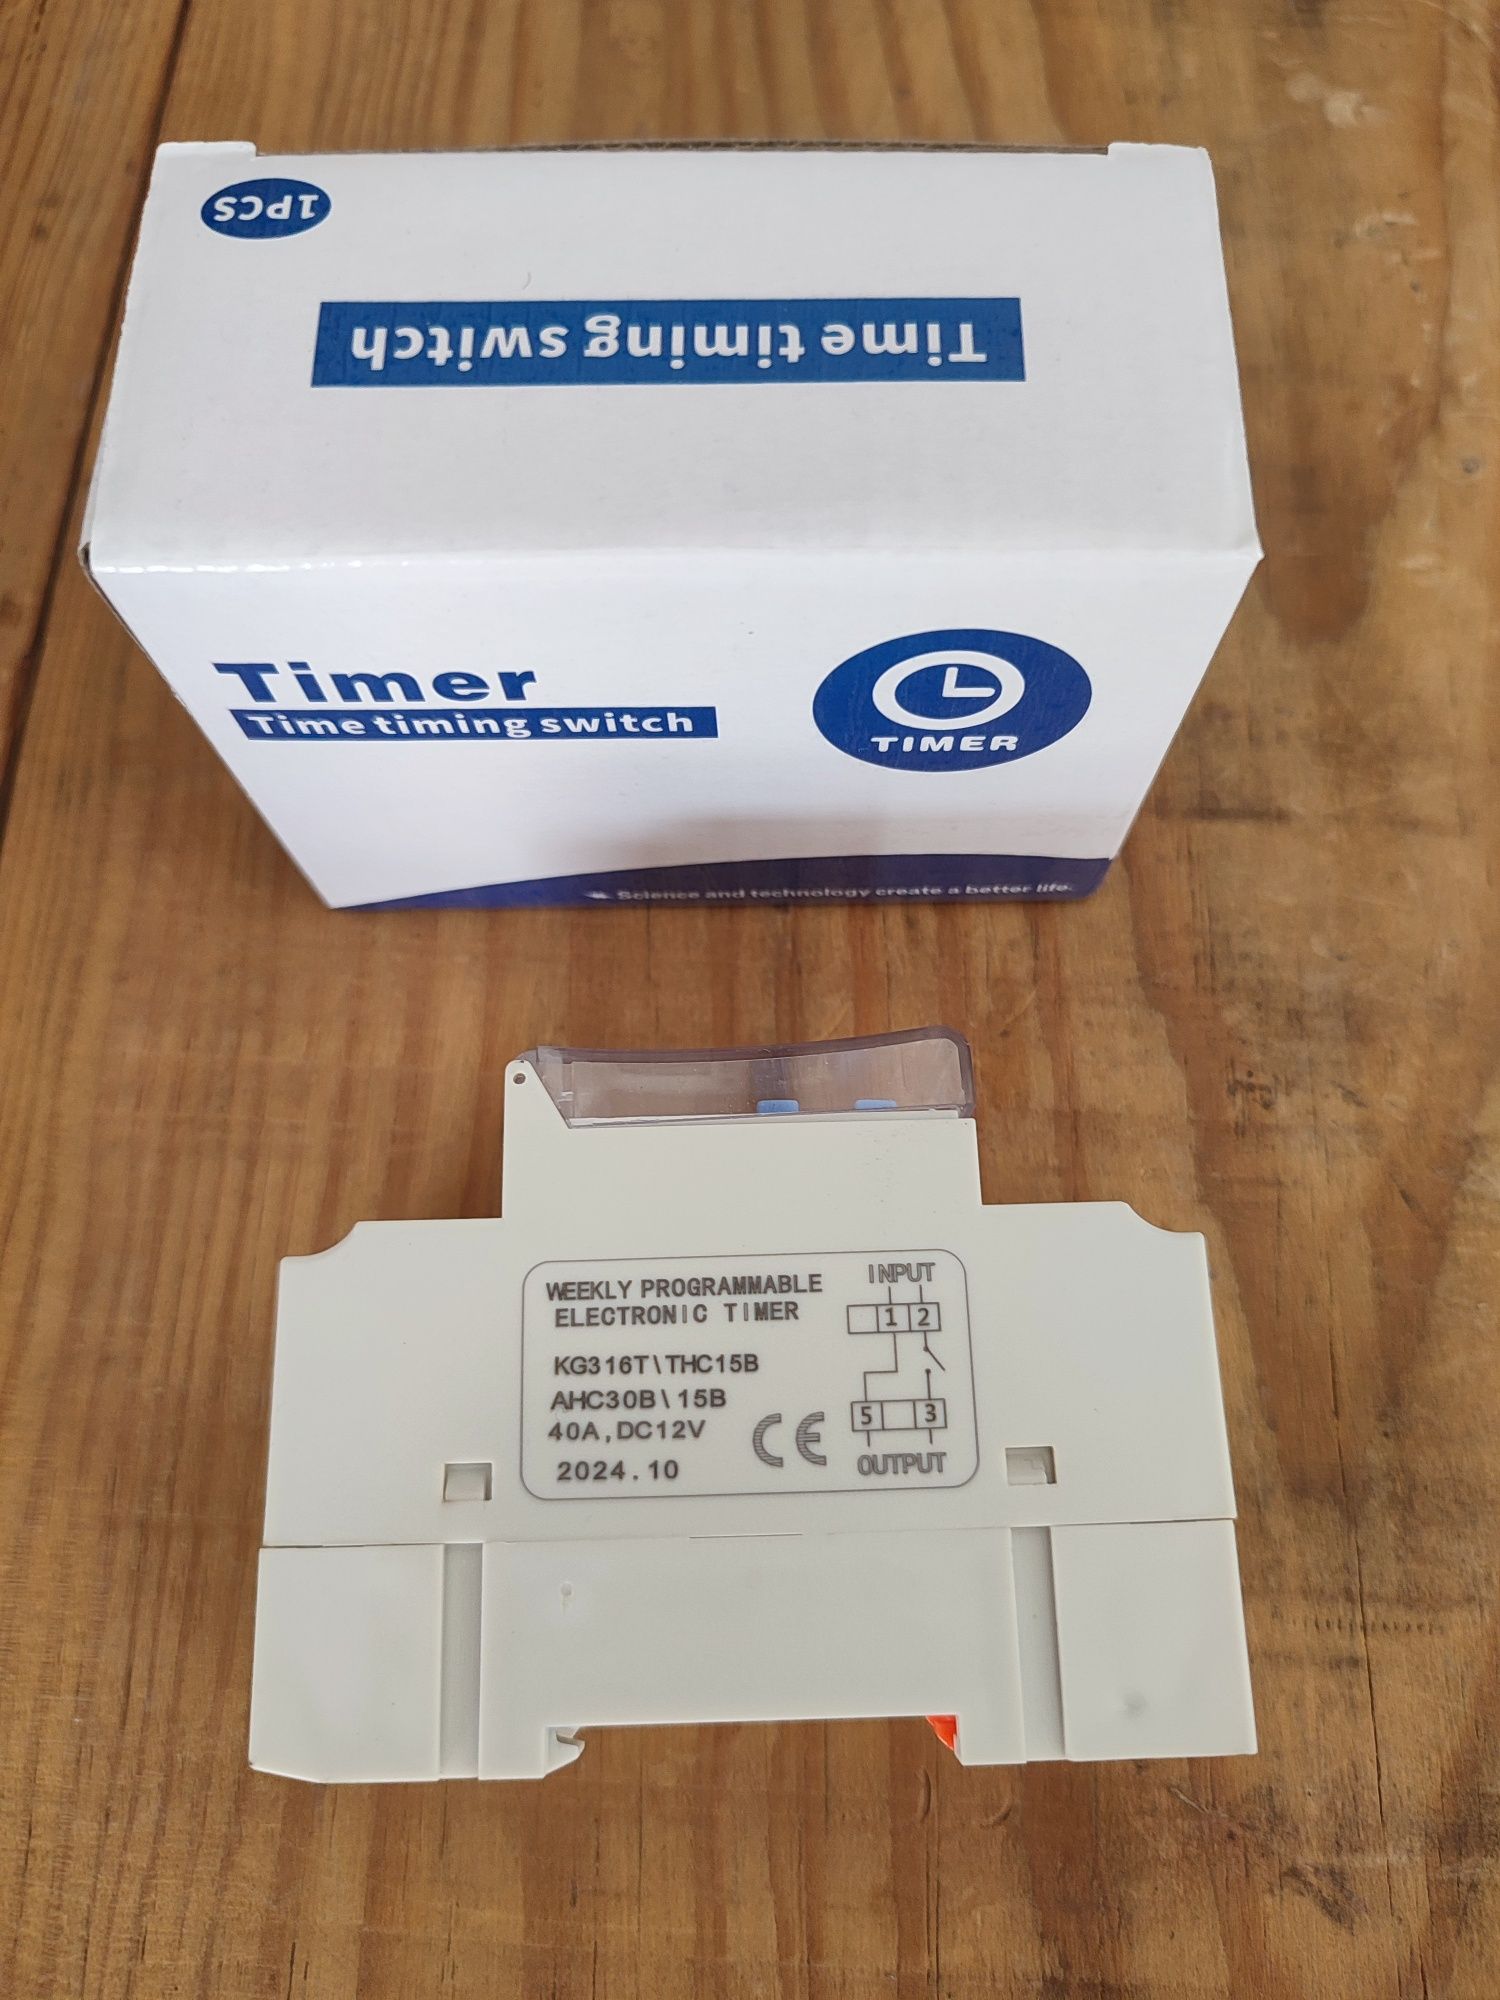 1PCS
Time timing switch
Timer
Time timing switch
TIMER
Science and technology create a better life.
WEEKLY PROGRAMMABLE
ELECTRONIC TIMER
KG316T\THC15B
AHC30B\15B
40A,DC12V
2024.10
CE
INPUT
1 2
5 3
OUTPUT